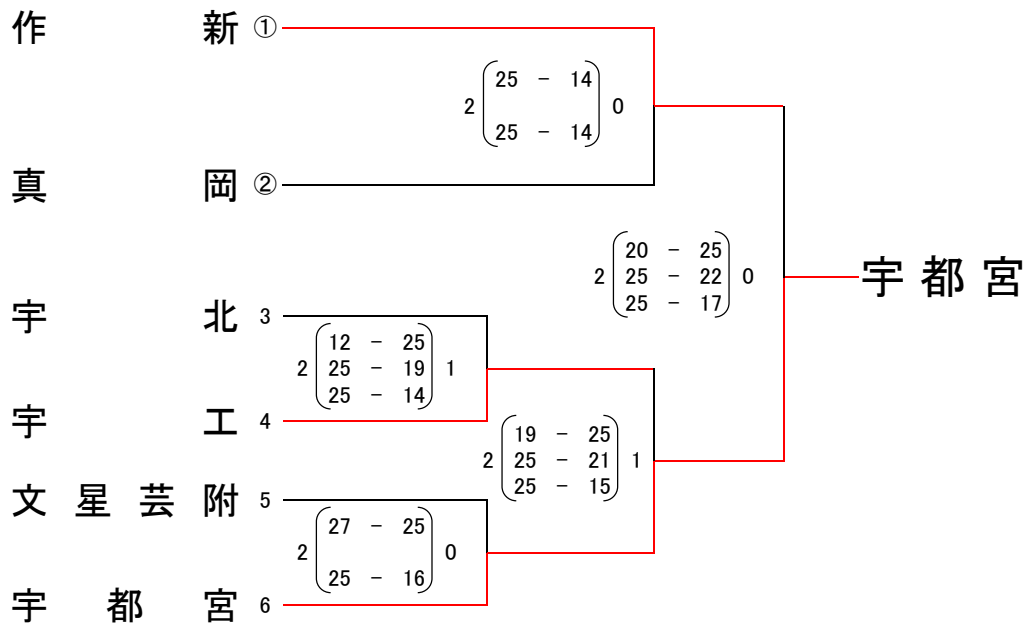 作新 ①
2 25 - 14 0
25 - 14
真岡 ②
2 20 - 25 0
25 - 22
25 - 17
宇都宮
宇北 3
2 12 - 25 1
25 - 19
25 - 14
宇工 4
2 19 - 25 1
25 - 21
25 - 15
文星芸附 5
2 27 - 25 0
25 - 16
宇都宮 6